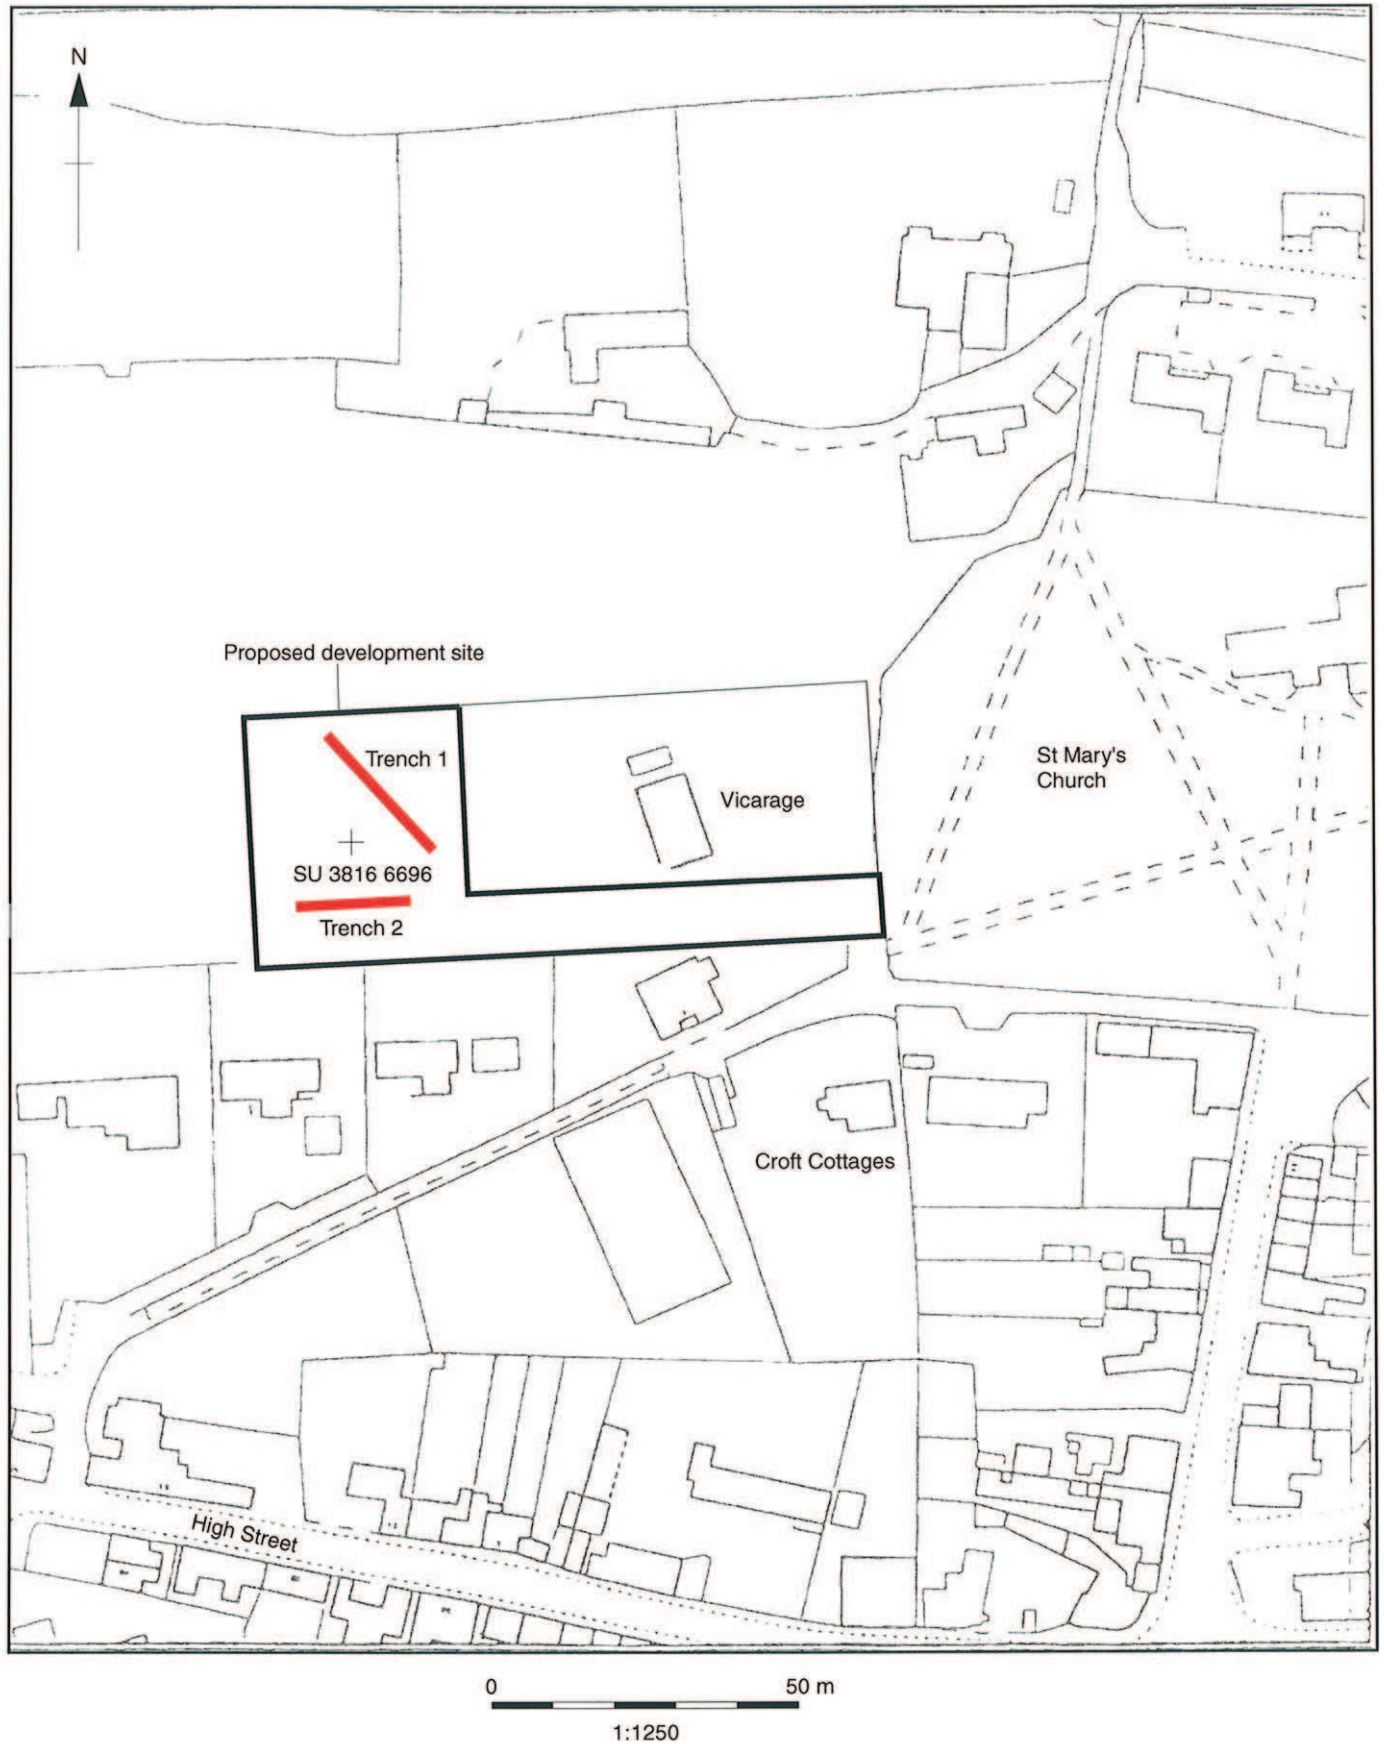 N
Proposed development site
Trench 1
St Mary's
Church
Vicarage
SU 3816 6696
Trench 2
Croft Cottages
High Street
0 50 m
1:1250